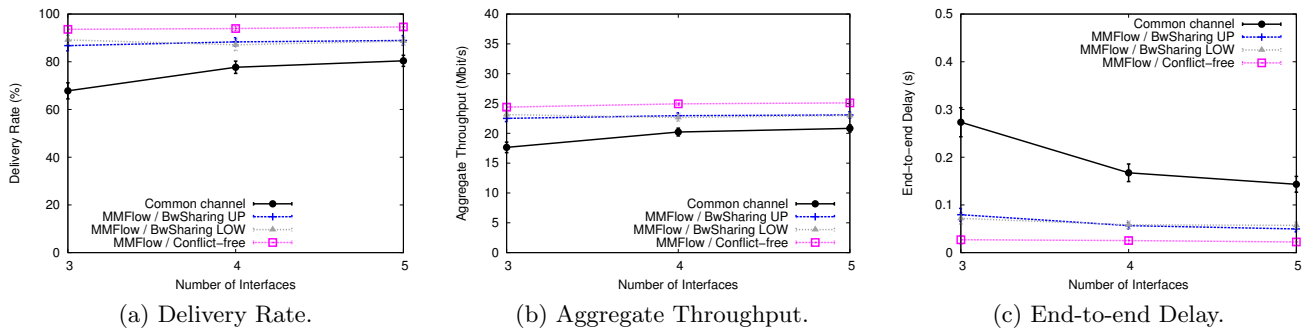 100
80
60
40
20
0
3
4
5
Delivery Rate (%)
Number of Interfaces
Common channel
MMFlow / BwSharing UP
MMFlow / BwSharing LOW
MMFlow / Conflict-free
(a) Delivery Rate.
40
35
30
25
20
15
10
5
0
3
4
5
Aggregate Throughput (Mbit/s)
Number of Interfaces
Common channel
MMFlow / BwSharing UP
MMFlow / BwSharing LOW
MMFlow / Conflict-free
(b) Aggregate Throughput.
0.5
0.4
0.3
0.2
0.1
0
3
4
5
End-to-end Delay (s)
Number of Interfaces
Common channel
MMFlow / BwSharing UP
MMFlow / BwSharing LOW
MMFlow / Conflict-free
(c) End-to-end Delay.